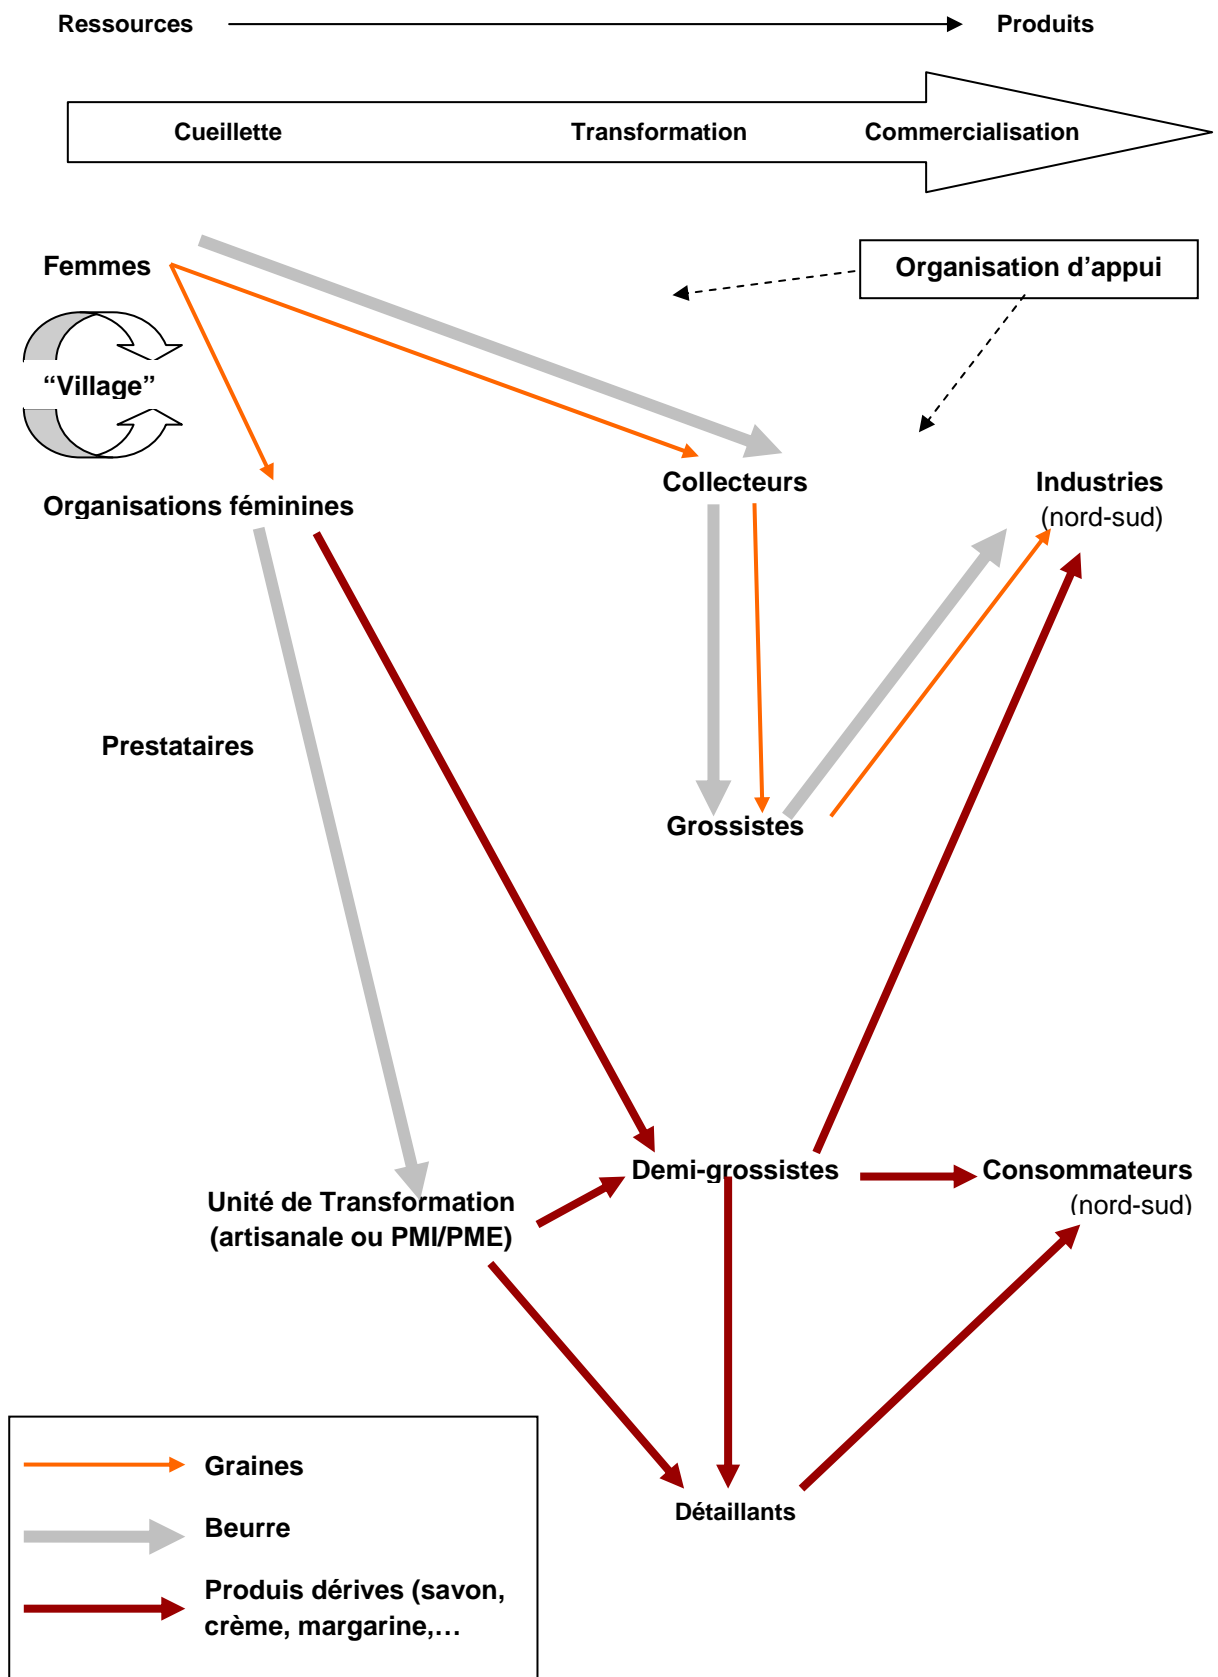 Ressources
Produits
Cueillette
Transformation
Commercialisation
Femmes
Organisation d’appui
“Village”
Collecteurs
Industries
(nord-sud)
Organisations féminines
Prestataires
Grossistes
Demi-grossistes
Consommateurs
(nord-sud)
Unité de Transformation
(artisanale ou PMI/PME)
Détaillants
Graines
Beurre
Produis dérives (savon,
crème, margarine,…